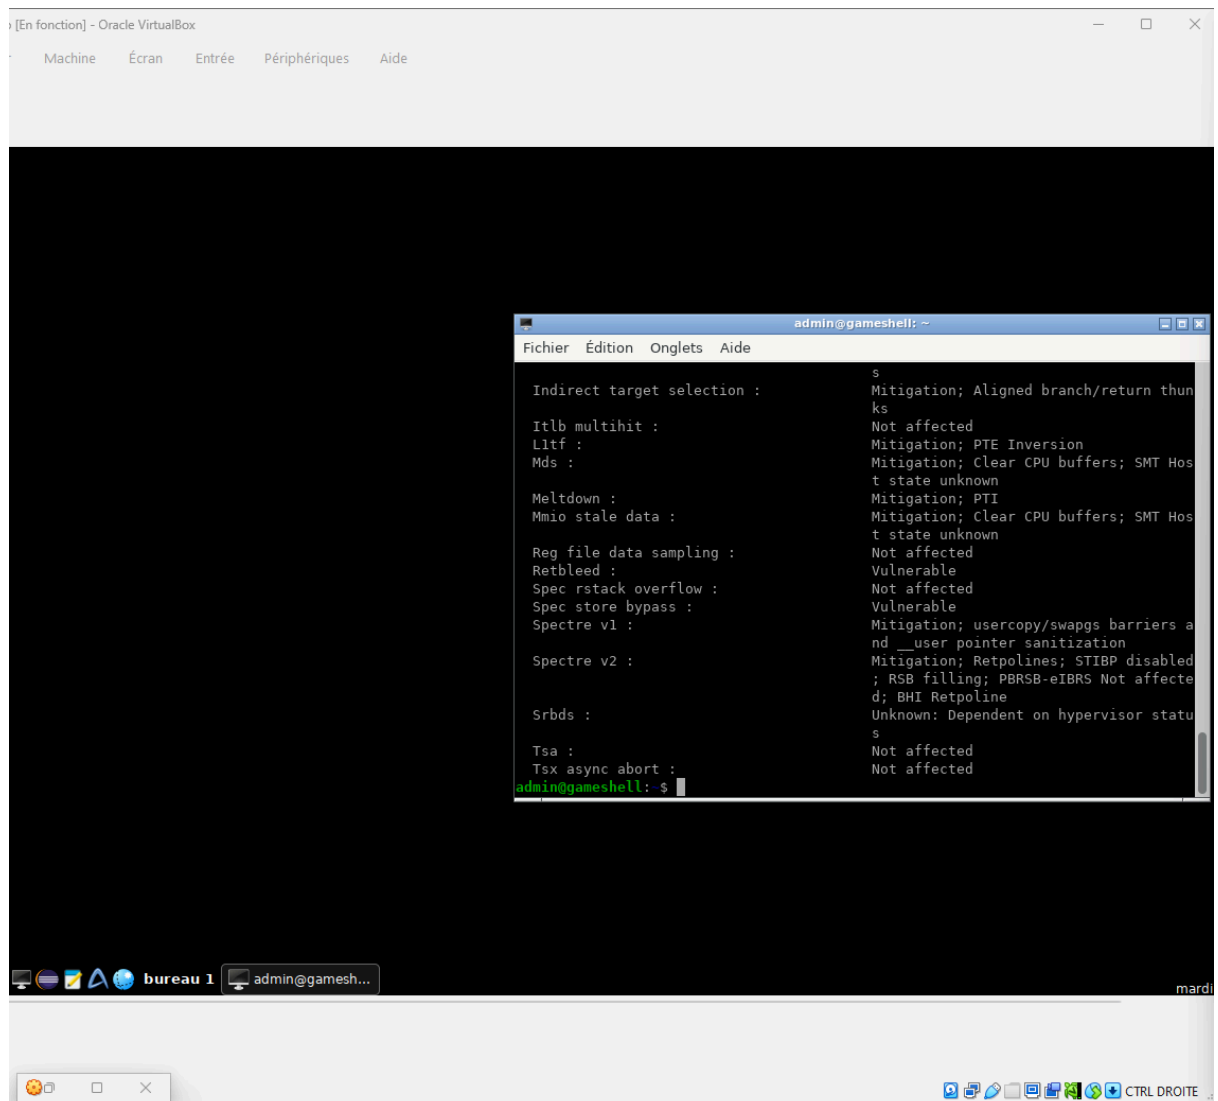 [En fonction] - Oracle VirtualBox
Machine Écran Entrée Périphériques Aide
admin@gameshell: ~
Fichier Édition Onglets Aide
s
Indirect target selection : Mitigation; Aligned branch/return thun
ks
Itlb multihit : Not affected
L1tf : Mitigation; PTE Inversion
Mds : Mitigation; Clear CPU buffers; SMT Hos
t state unknown
Meltdown : Mitigation; PTI
Mmio stale data : Mitigation; Clear CPU buffers; SMT Hos
t state unknown
Reg file data sampling : Not affected
Retbleed : Vulnerable
Spec rstack overflow : Not affected
Spec store bypass : Vulnerable
Spectre v1 : Mitigation; usercopy/swapgs barriers a
nd __user pointer sanitization
Spectre v2 : Mitigation; Retpolines; STIBP disabled
; RSB filling; PBRSB-eIBRS Not affecte
d; BHI Retpoline
Srbds : Unknown: Dependent on hypervisor statu
s
Tsa : Not affected
Tsx async abort : Not affected
admin@gameshell:~$
bureau 1 admin@gamesh...
mardi
CTRL DROITE